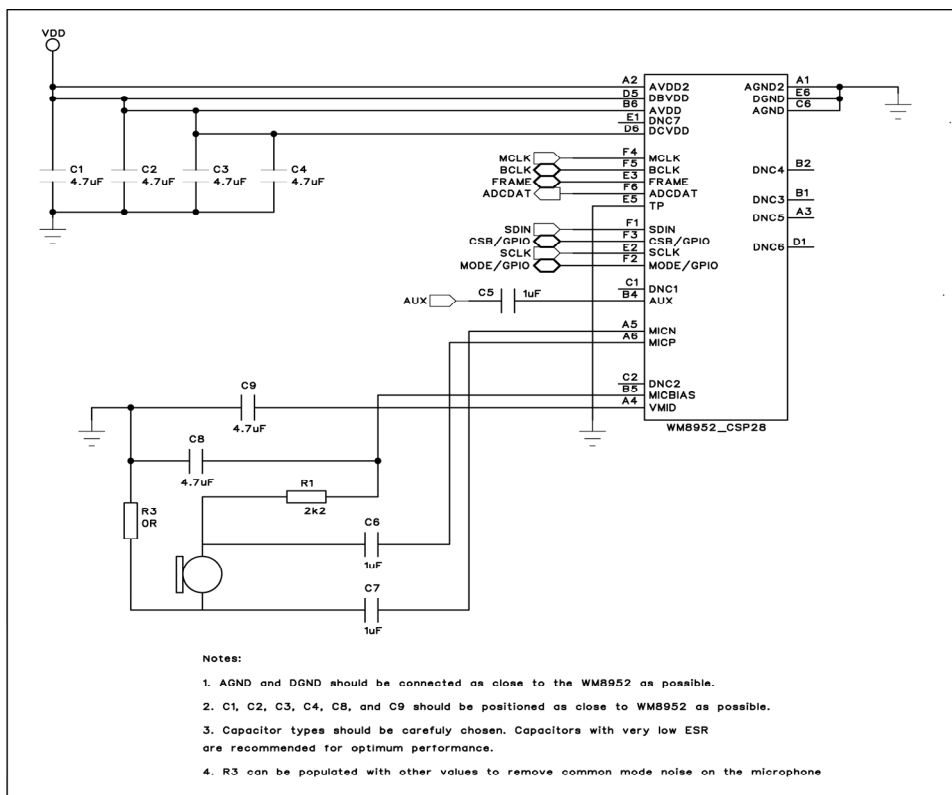 VDD
A2 AVDD2 AGND2 A1
D5 DBVDD DGND E6
B6 AVDD AGND C6
E1 DNC7
D6 DCVDD
MCLK F4 MCLK
BCLK F5 BCLK
FRAME E3 FRAME
ADCDAT F6 ADCDAT
E5 TP
DNC4 B2
DNC3 B1
DNC5 A3
DNC6 D1
C1 4.7uF
C2 4.7uF
C3 4.7uF
C4 4.7uF
SDIN F1 SDIN
CSB/GPIO F3 CSB/GPIO
SCLK E2 SCLK
MODE/GPIO F2 MODE/GPIO
C1 DNC1
AUX C5 1uF B4 AUX
A5 MICN
A6 MICP
C2 DNC2
B5 MICBIAS
A4 VMID
WM8952_CSP28
C9
4.7uF
C8
4.7uF
R1
2k2
R3
0R
C6
1uF
C7
1uF
Notes:
1. AGND and DGND should be connected as close to the WM8952 as possible.
2. C1, C2, C3, C4, C8, and C9 should be positioned as close to WM8952 as possible.
3. Capacitor types should be carefuly chosen. Capacitors with very low ESR
are recommended for optimum performance.
4. R3 can be populated with other values to remove common mode noise on the microphone